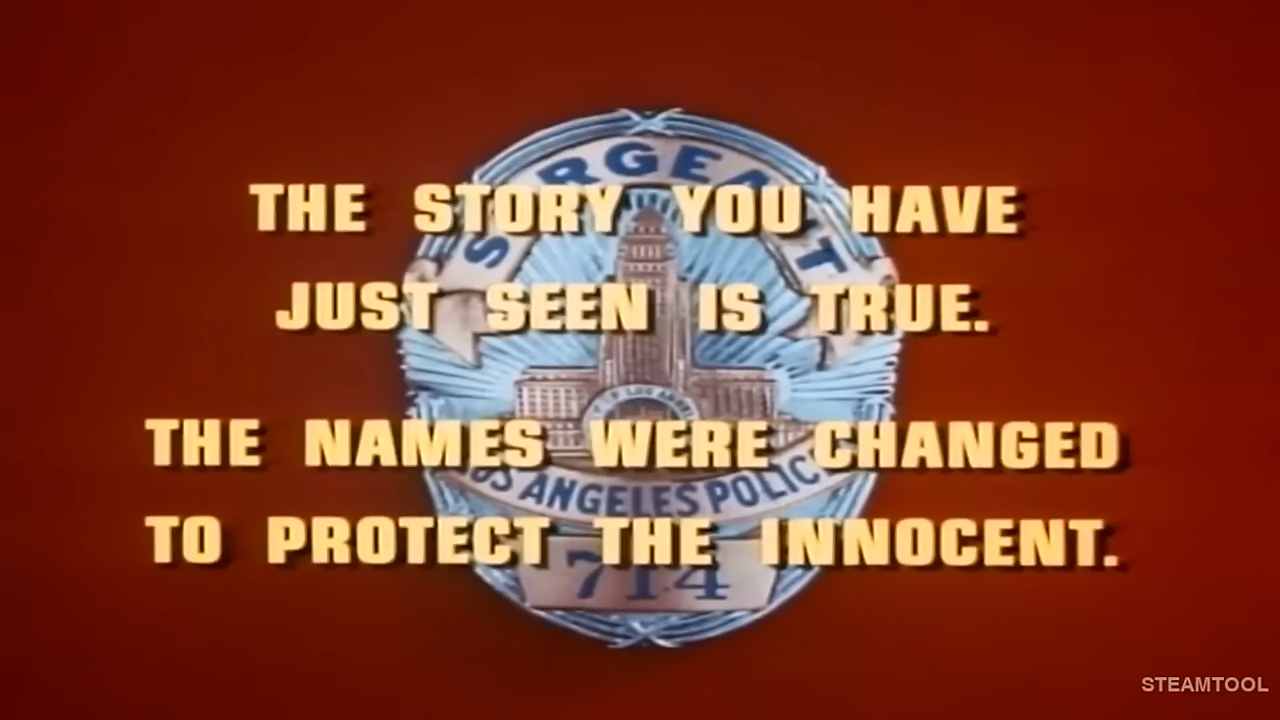 SERGEANT
THE STORY YOU HAVE
JUST SEEN IS TRUE.
THE NAMES WERE CHANGED
LOS ANGELES POLICE
TO PROTECT THE INNOCENT.
714
STEAMTOOL